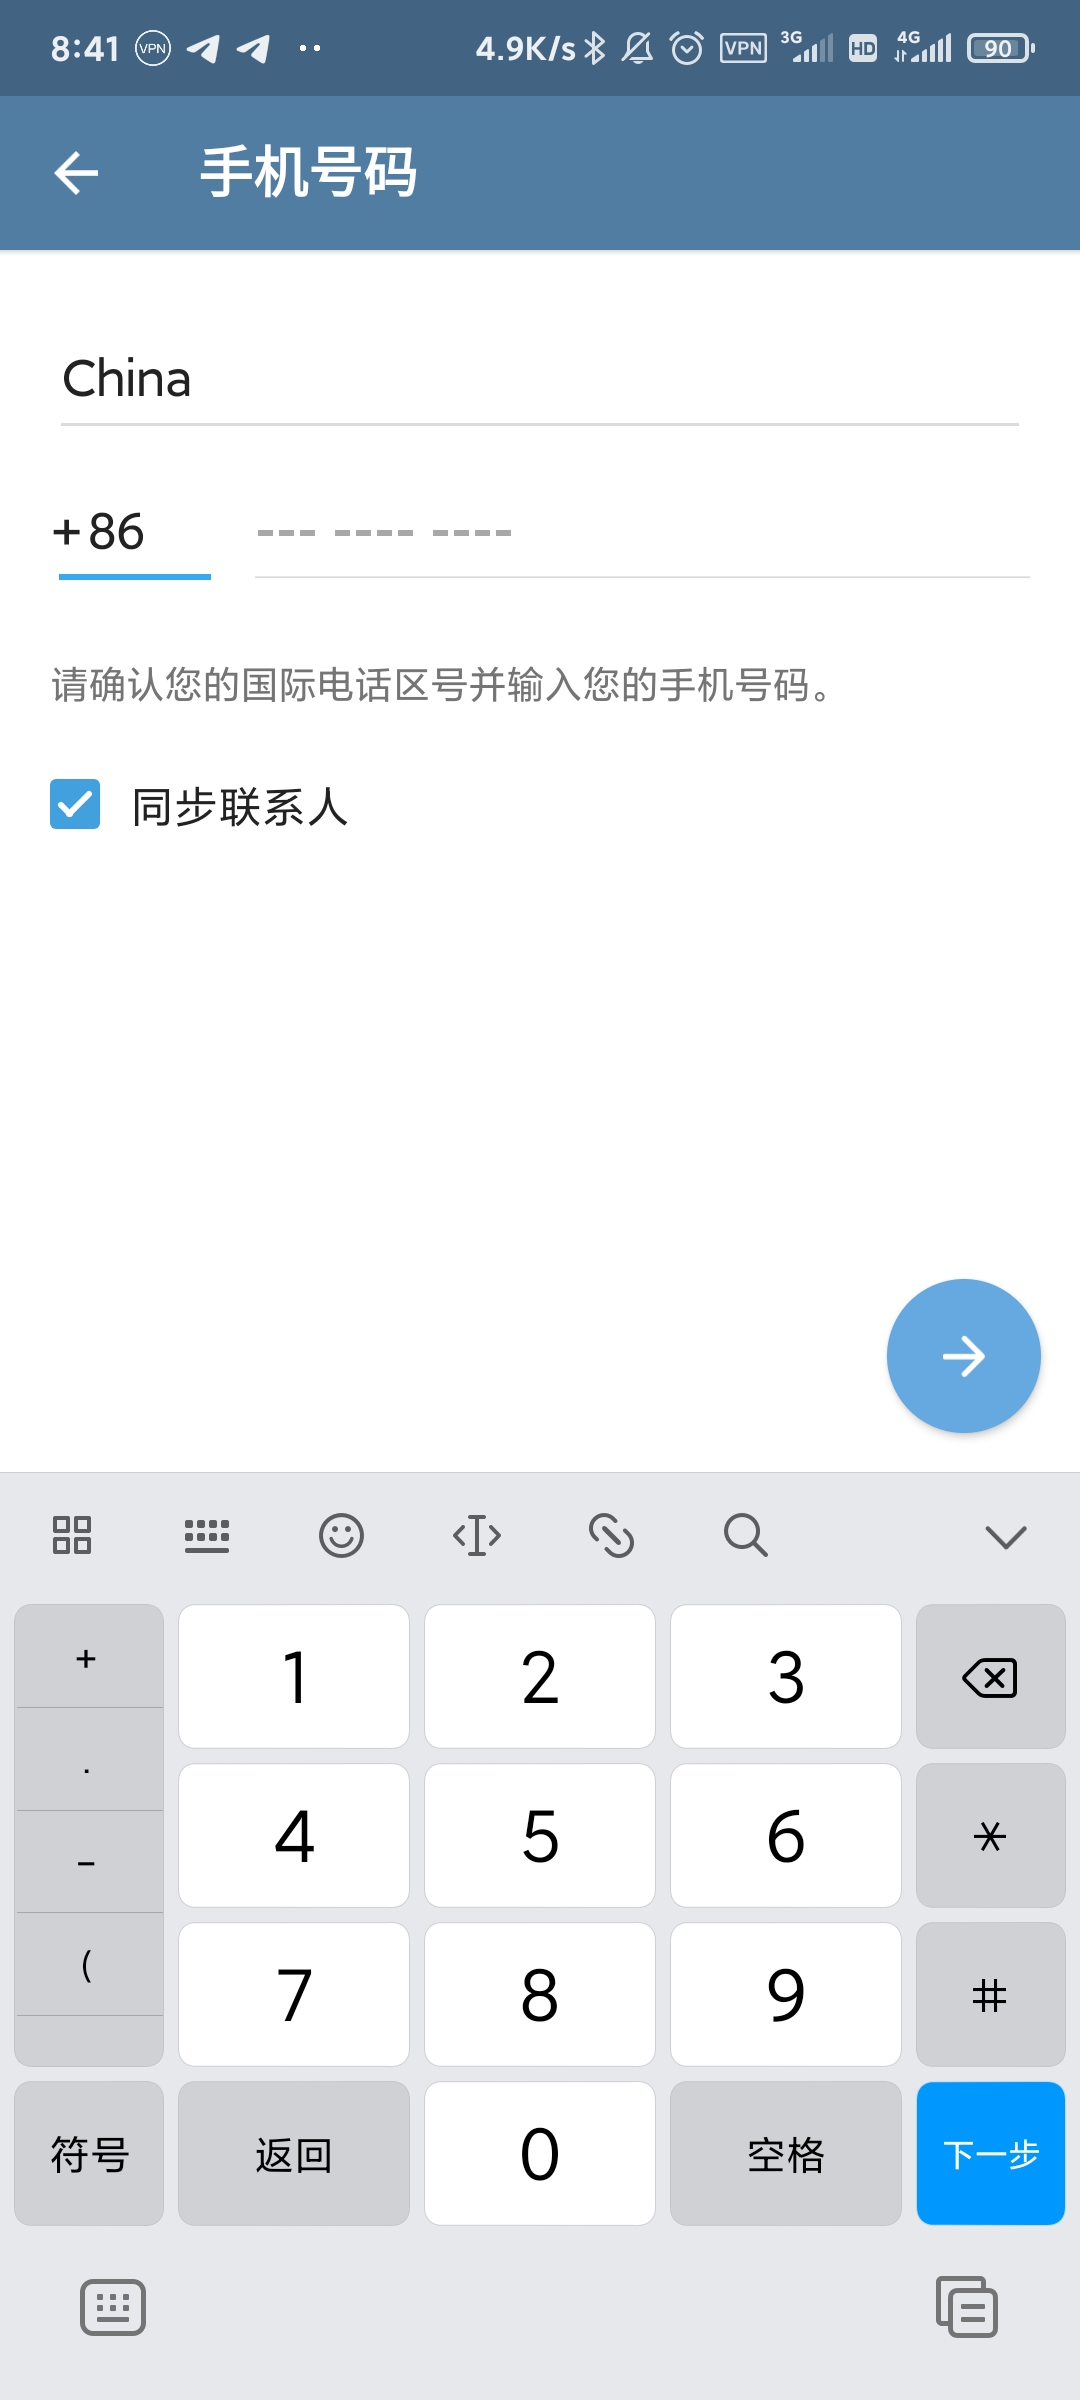 8:41 VPN 4.9K/s VPN 3G HD 4G 90
手机号码
China
+86 --- ---- ----
请确认您的国际电话区号并输入您的手机号码。
同步联系人
+ 1 2 3
. 4 5 6 *
-
( 7 8 9 #
符号 返回 0 空格 下一步